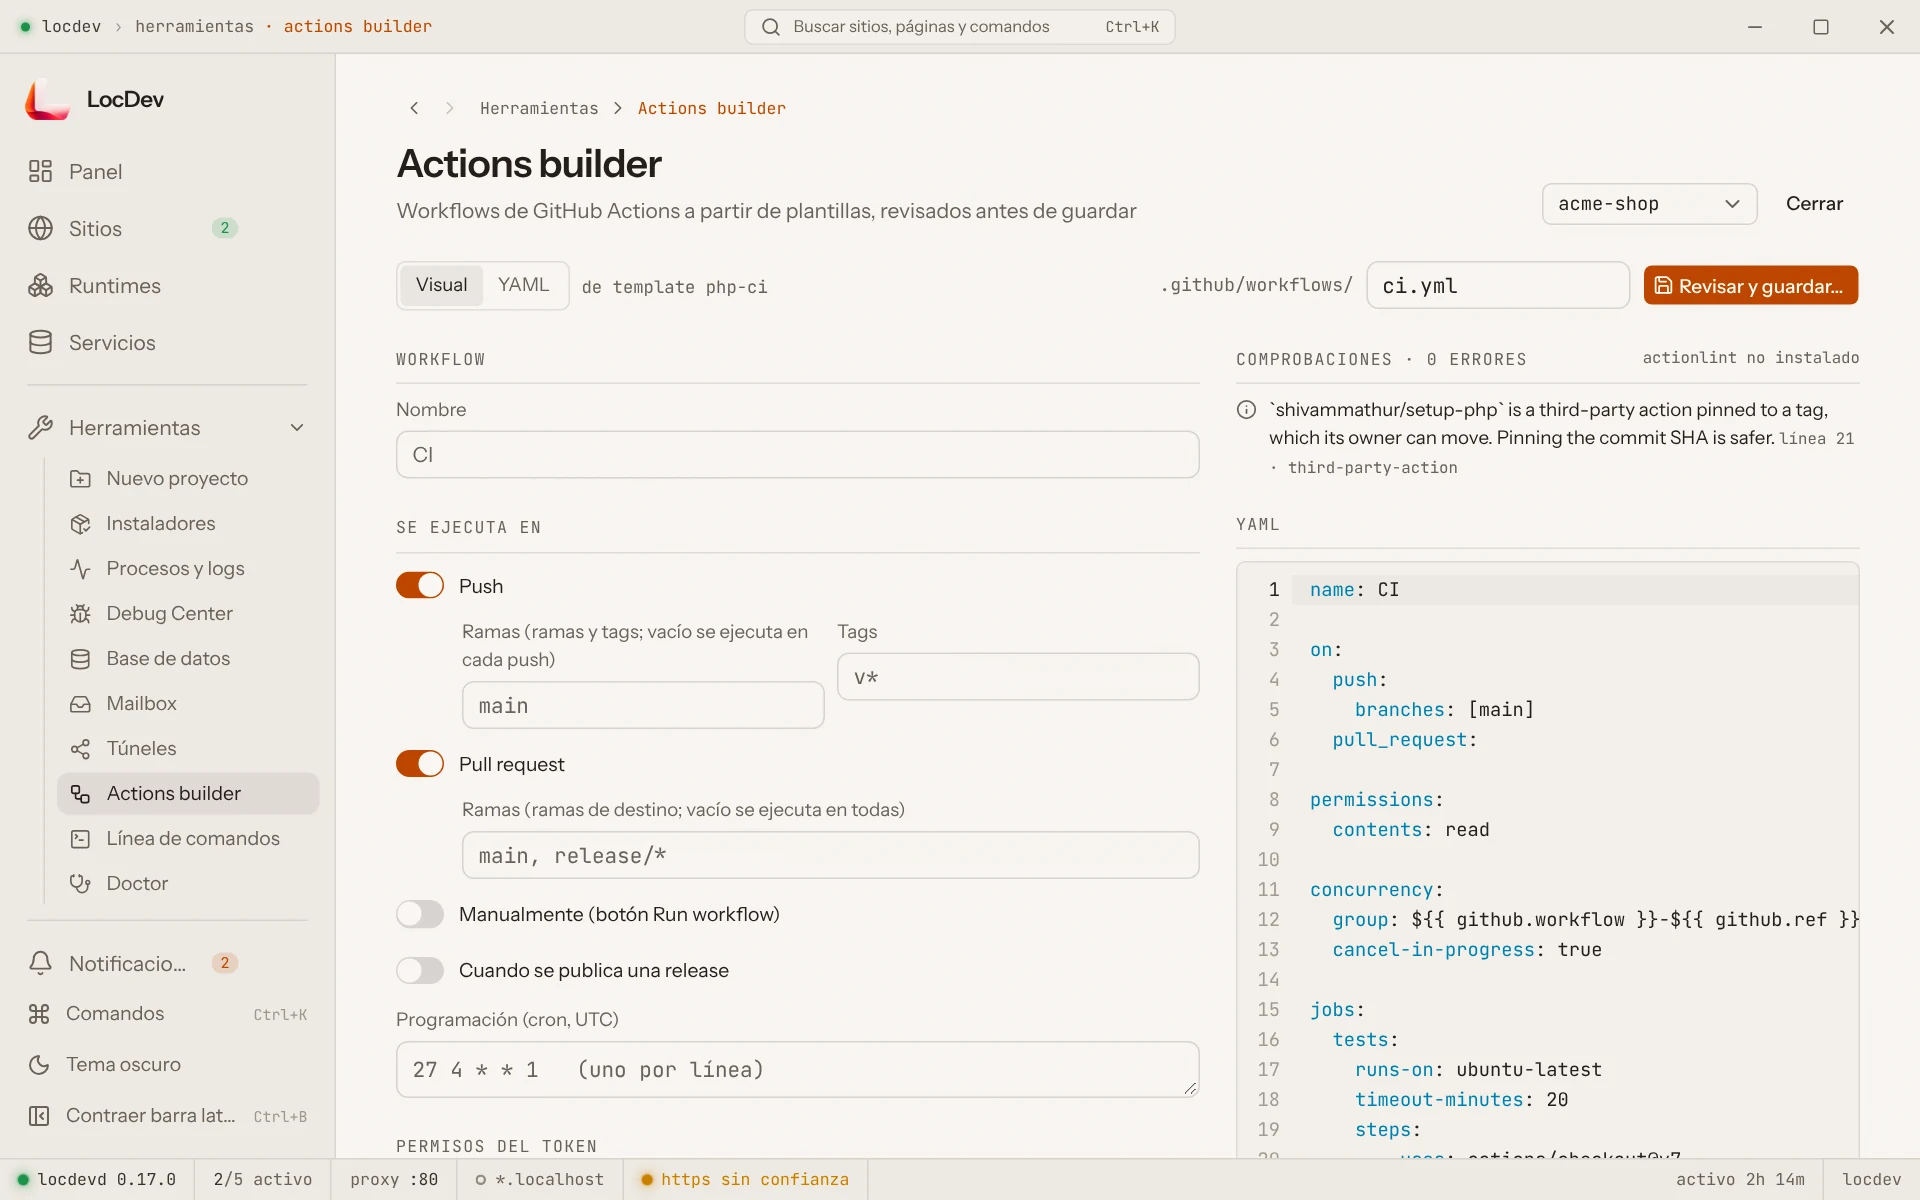 locdev › herramientas · actions builder
Buscar sitios, páginas y comandos Ctrl+K
LocDev
Panel
Sitios 2
Runtimes
Servicios
Herramientas
Nuevo proyecto
Instaladores
Procesos y logs
Debug Center
Base de datos
Mailbox
Túneles
Actions builder
Línea de comandos
Doctor
Notificacio... 2
Comandos Ctrl+K
Tema oscuro
Contraer barra lat... Ctrl+B
Herramientas > Actions builder
Actions builder
Workflows de GitHub Actions a partir de plantillas, revisados antes de guardar
acme-shop
Cerrar
Visual YAML de template php-ci
.github/workflows/ ci.yml
Revisar y guardar...
WORKFLOW
Nombre
CI
SE EJECUTA EN
Push
Ramas (ramas y tags; vacío se ejecuta en
cada push)
main
Tags
v*
Pull request
Ramas (ramas de destino; vacío se ejecuta en todas)
main, release/*
Manualmente (botón Run workflow)
Cuando se publica una release
Programación (cron, UTC)
27 4 * * 1 (uno por línea)
PERMISOS DEL TOKEN
COMPROBACIONES · 0 ERRORES
actionlint no instalado
`shivammathur/setup-php` is a third-party action pinned to a tag,
which its owner can move. Pinning the commit SHA is safer. línea 21
· third-party-action
YAML
1 name: CI
2
3 on:
4 push:
5 branches: [main]
6 pull_request:
7
8 permissions:
9 contents: read
10
11 concurrency:
12 group: ${{ github.workflow }}-${{ github.ref }}
13 cancel-in-progress: true
14
15 jobs:
16 tests:
17 runs-on: ubuntu-latest
18 timeout-minutes: 20
19 steps:
20 - uses: actions/checkout@v7
locdevd 0.17.0
2/5 activo
proxy :80
*.localhost
https sin confianza
activo 2h 14m
locdev